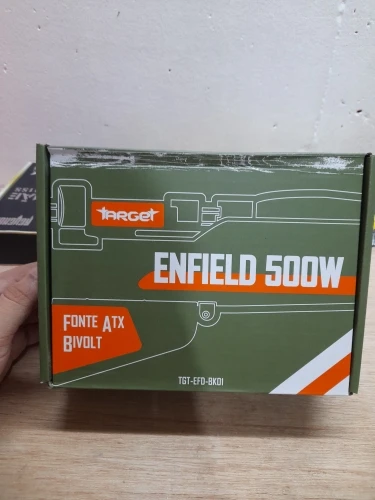 TARGET
ENFIELD 500W
FONTE ATX
BIVOLT
TGT-EFD-BK01